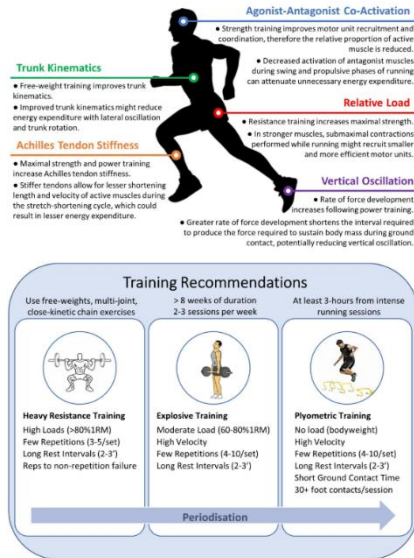 Agonist-Antagonist Co-Activation
● Strength training improves motor unit recruitment
and coordination, therefore the relative proportion of active
muscle is reduced.
● Decreased activation of antagonist muscles
during swing and propulsive phases of running
can attenuate unnecessary energy expenditure.
Trunk Kinematics
● Free-weight training improves trunk
kinematics.
● Improved trunk kinematics might reduce
energy expenditure with lateral oscillation
and trunk rotation.
Relative Load
● Resistance training increases maximal strength.
● In stronger muscles, submaximal contractions
performed while running might recruit smaller
and more efficient motor units.
Achilles Tendon Stiffness
● Maximal strength and power training
increase Achilles tendon stiffness.
● Stiffer tendons allow for lesser shortening
length and velocity of active muscles during
the stretch-shortening cycle, which could
result in lesser energy expenditure.
Vertical Oscillation
● Rate of force development
increases following power training.
● Greater rate of force development shortens the interval required
to produce the force required to sustain body mass during ground
contact, potentially reducing vertical oscillation.
Training Recommendations
Use free-weights, multi-joint,
close-kinetic chain exercises
> 8 weeks of duration
2-3 sessions per week
At least 3-hours from intense
running sessions
Heavy Resistance Training
High Loads (>80%1RM)
Few Repetitions (3-5/set)
Long Rest Intervals (2-3')
Reps to non-repetition failure
Explosive Training
Moderate Load (60-80%1RM)
High Velocity
Few Repetitions (4-10/set)
Long Rest Intervals (2-3')
Plyometric Training
No load (bodyweight)
High Velocity
Few Repetitions (4-10/set)
Long Rest Intervals (2-3')
Short Ground Contact Time
30+ foot contacts/session
Periodisation